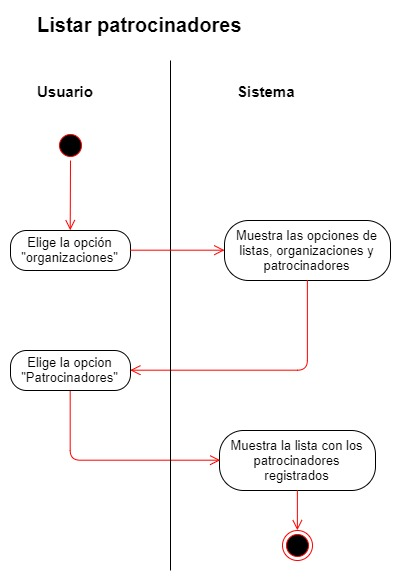 Listar patrocinadores
Usuario
Sistema
Elige la opción
"organizaciones"
Muestra las opciones de
listas, organizaciones y
patrocinadores
Elige la opcion
"Patrocinadores"
Muestra la lista con los
patrocinadores
registrados